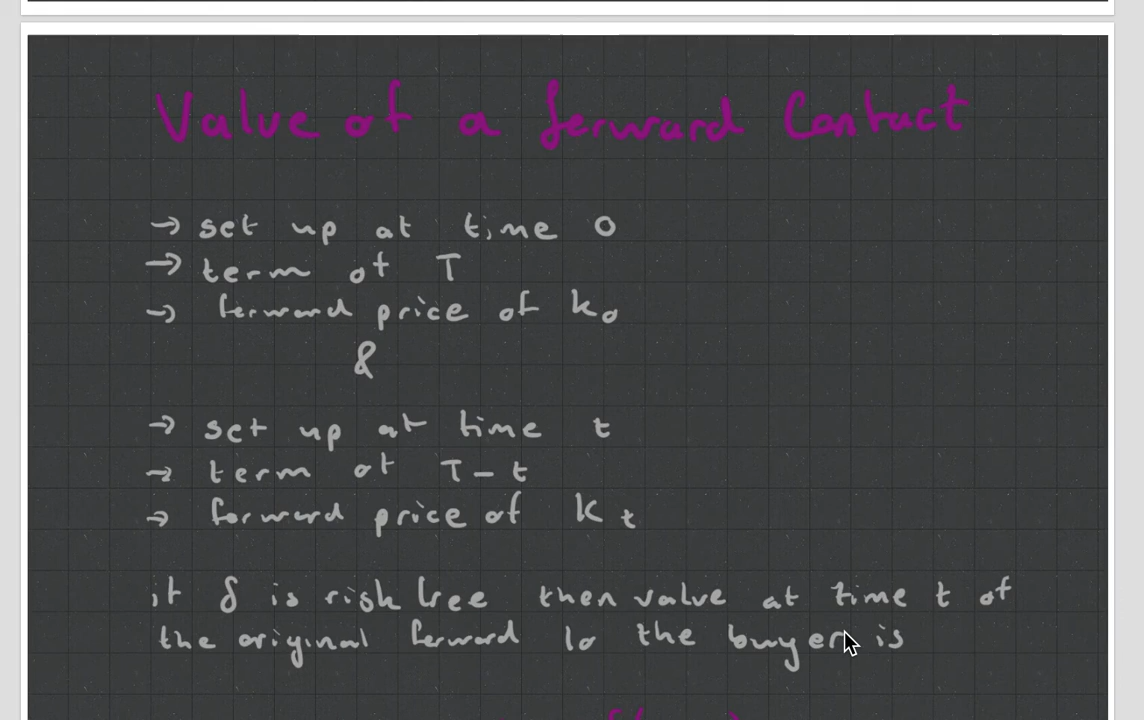 Value of a forward Contact
→ set up at time 0
→ term of T
→ forward price of k₀
&
→ set up at time t
→ term of T - t
→ forward price of K t
if δ is risk free then value at time t of
the original forward to the buyer is